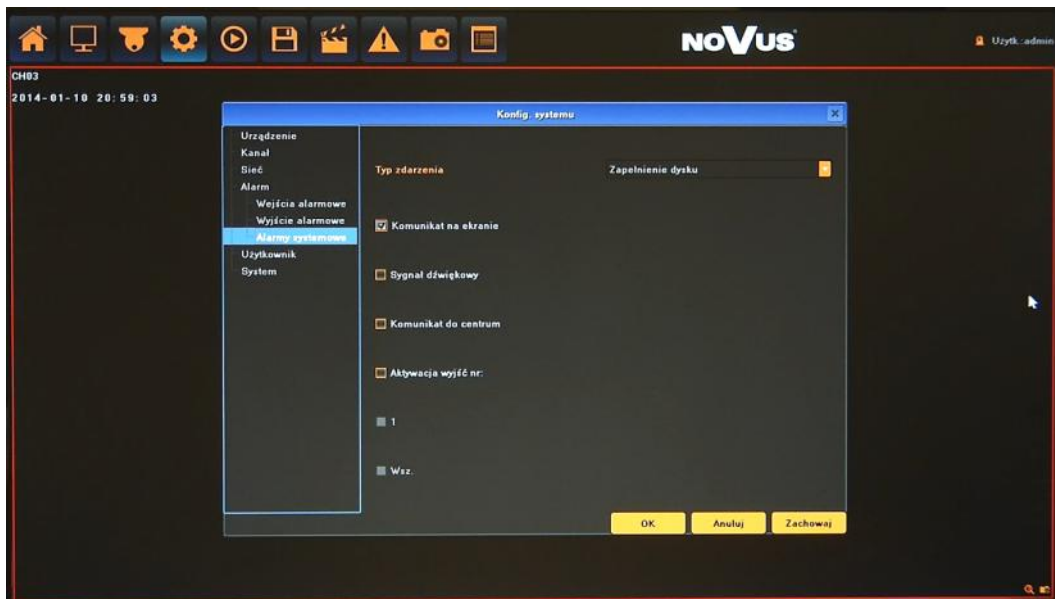 NOVUS
Użytk.:admin
CH03
2014-01-10 20:59:03
Konfig. systemu
Urządzenie
Kanał
Sieć
Alarm
Wejścia alarmowe
Wyjście alarmowe
Alarmy systemowe
Użytkownik
System
Typ zdarzenia
Zapełnienie dysku
Komunikat na ekranie
Sygnał dźwiękowy
Komunikat do centrum
Aktywacja wyjść nr:
1
Wsz.
OK
Anuluj
Zachowaj